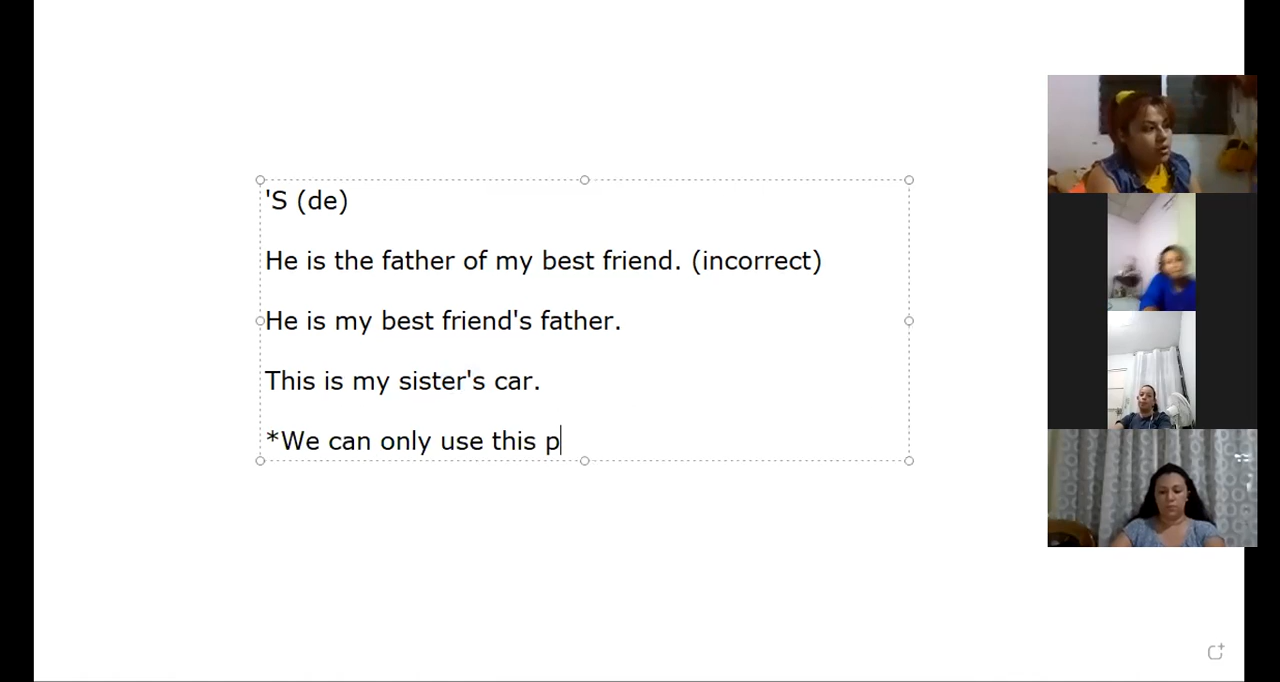 'S (de)
He is the father of my best friend. (incorrect)
He is my best friend's father.
This is my sister's car.
*We can only use this p